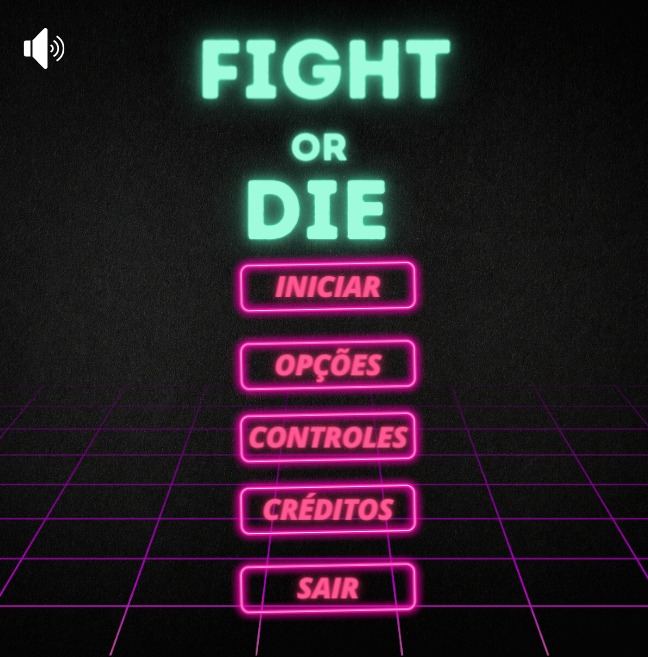 FIGHT
OR
DIE
INICIAR
OPÇÕES
CONTROLES
CRÉDITOS
SAIR